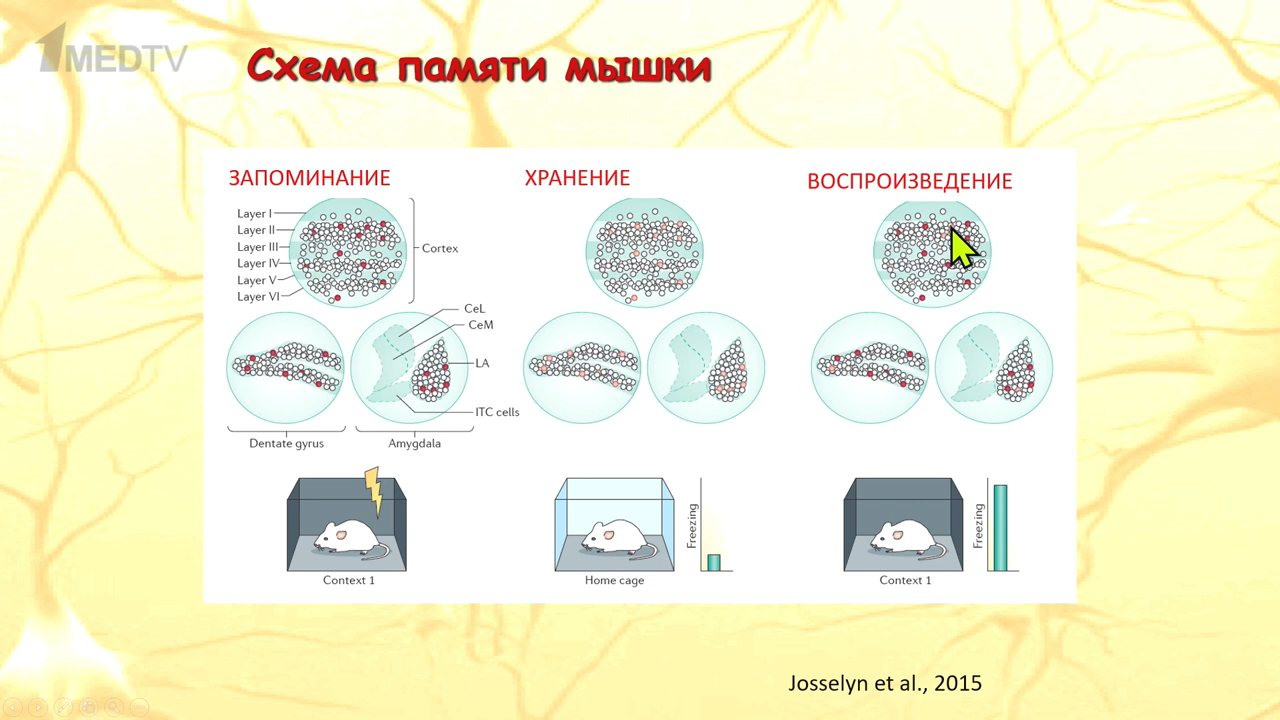 1MEDTV
Схема памяти мышки
ЗАПОМИНАНИЕ
ХРАНЕНИЕ
ВОСПРОИЗВЕДЕНИЕ
Layer I
Layer II
Layer III
Layer IV
Layer V
Layer VI
Cortex
CeL
CeM
LA
ITC cells
Dentate gyrus
Amygdala
Freezing
Freezing
Context 1
Home cage
Context 1
Josselyn et al., 2015